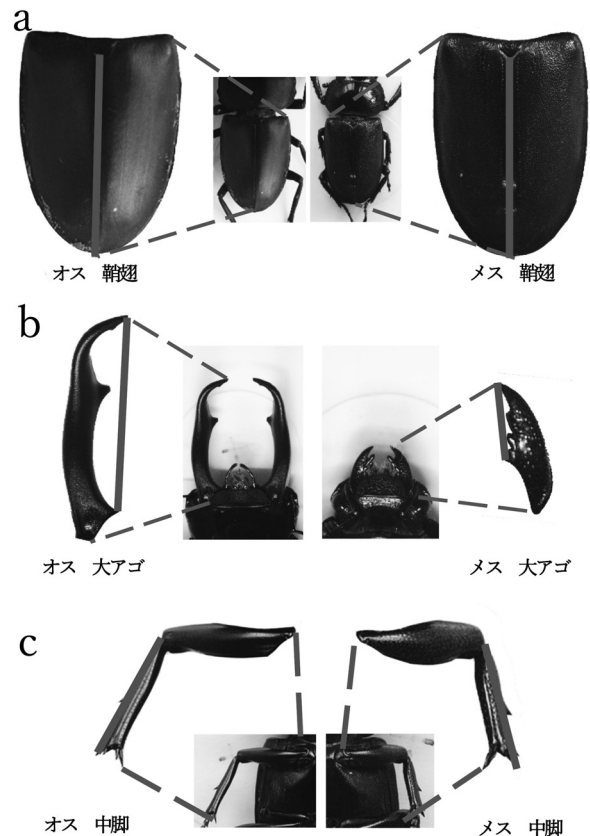 a
オス 鞘翅
メス 鞘翅
b
オス 大アゴ
メス 大アゴ
c
オス 中脚
メス 中脚